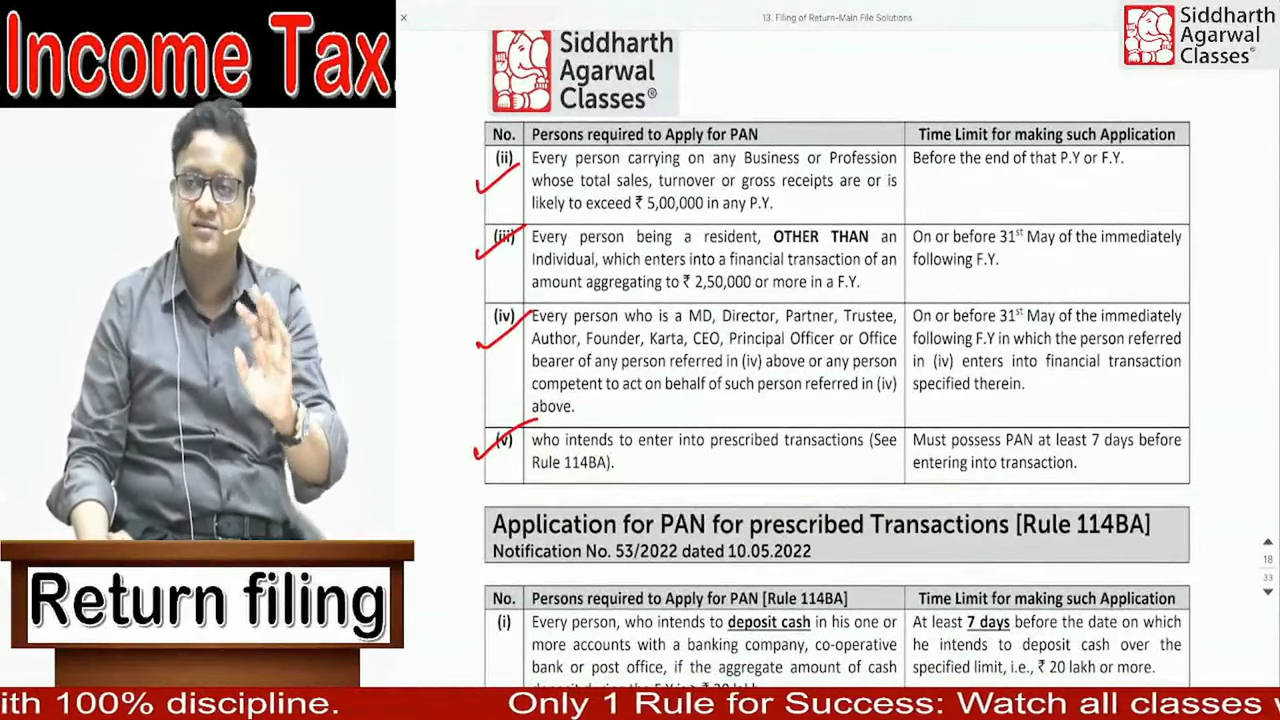 Income Tax
13. Filing of Return-Main File Solutions
Siddharth
Agarwal
Classes®
Siddharth
Agarwal
Classes®
No. Persons required to Apply for PAN Time Limit for making such Application
(ii) Every person carrying on any Business or Profession Before the end of that P.Y or F.Y.
whose total sales, turnover or gross receipts are or is
likely to exceed ₹ 5,00,000 in any P.Y.
(iii) Every person being a resident, OTHER THAN an On or before 31st May of the immediately
Individual, which enters into a financial transaction of an following F.Y.
amount aggregating to ₹ 2,50,000 or more in a F.Y.
(iv) Every person who is a MD, Director, Partner, Trustee, On or before 31st May of the immediately
Author, Founder, Karta, CEO, Principal Officer or Office following F.Y in which the person referred
bearer of any person referred in (iv) above or any person in (iv) enters into financial transaction
competent to act on behalf of such person referred in (iv) specified therein.
above.
(v) who intends to enter into prescribed transactions (See Must possess PAN at least 7 days before
Rule 114BA). entering into transaction.
Application for PAN for prescribed Transactions [Rule 114BA]
Notification No. 53/2022 dated 10.05.2022
18
33
No. Persons required to Apply for PAN [Rule 114BA] Time Limit for making such Application
(i) Every person, who intends to deposit cash in his one or At least 7 days before the date on which
more accounts with a banking company, co-operative he intends to deposit cash over the
bank or post office, if the aggregate amount of cash specified limit, i.e., ₹ 20 lakh or more.
Return filing
ith 100% discipline. Only 1 Rule for Success: Watch all classes